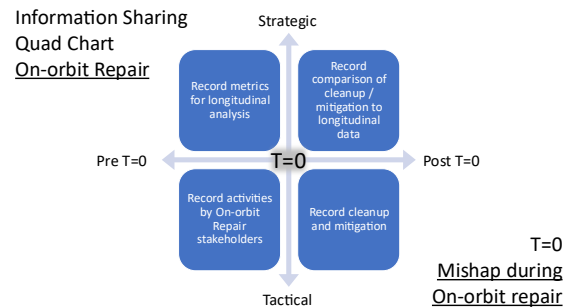 Information Sharing
Quad Chart
On-orbit Repair
Strategic
Record metrics
for longitudinal
analysis
Record
comparison of
cleanup /
mitigation to
longitudinal
data
Pre T=0
T=0
Post T=0
Record activities
by On-orbit
Repair
stakeholders
Record cleanup
and mitigation
T=0
Mishap during
On-orbit repair
Tactical